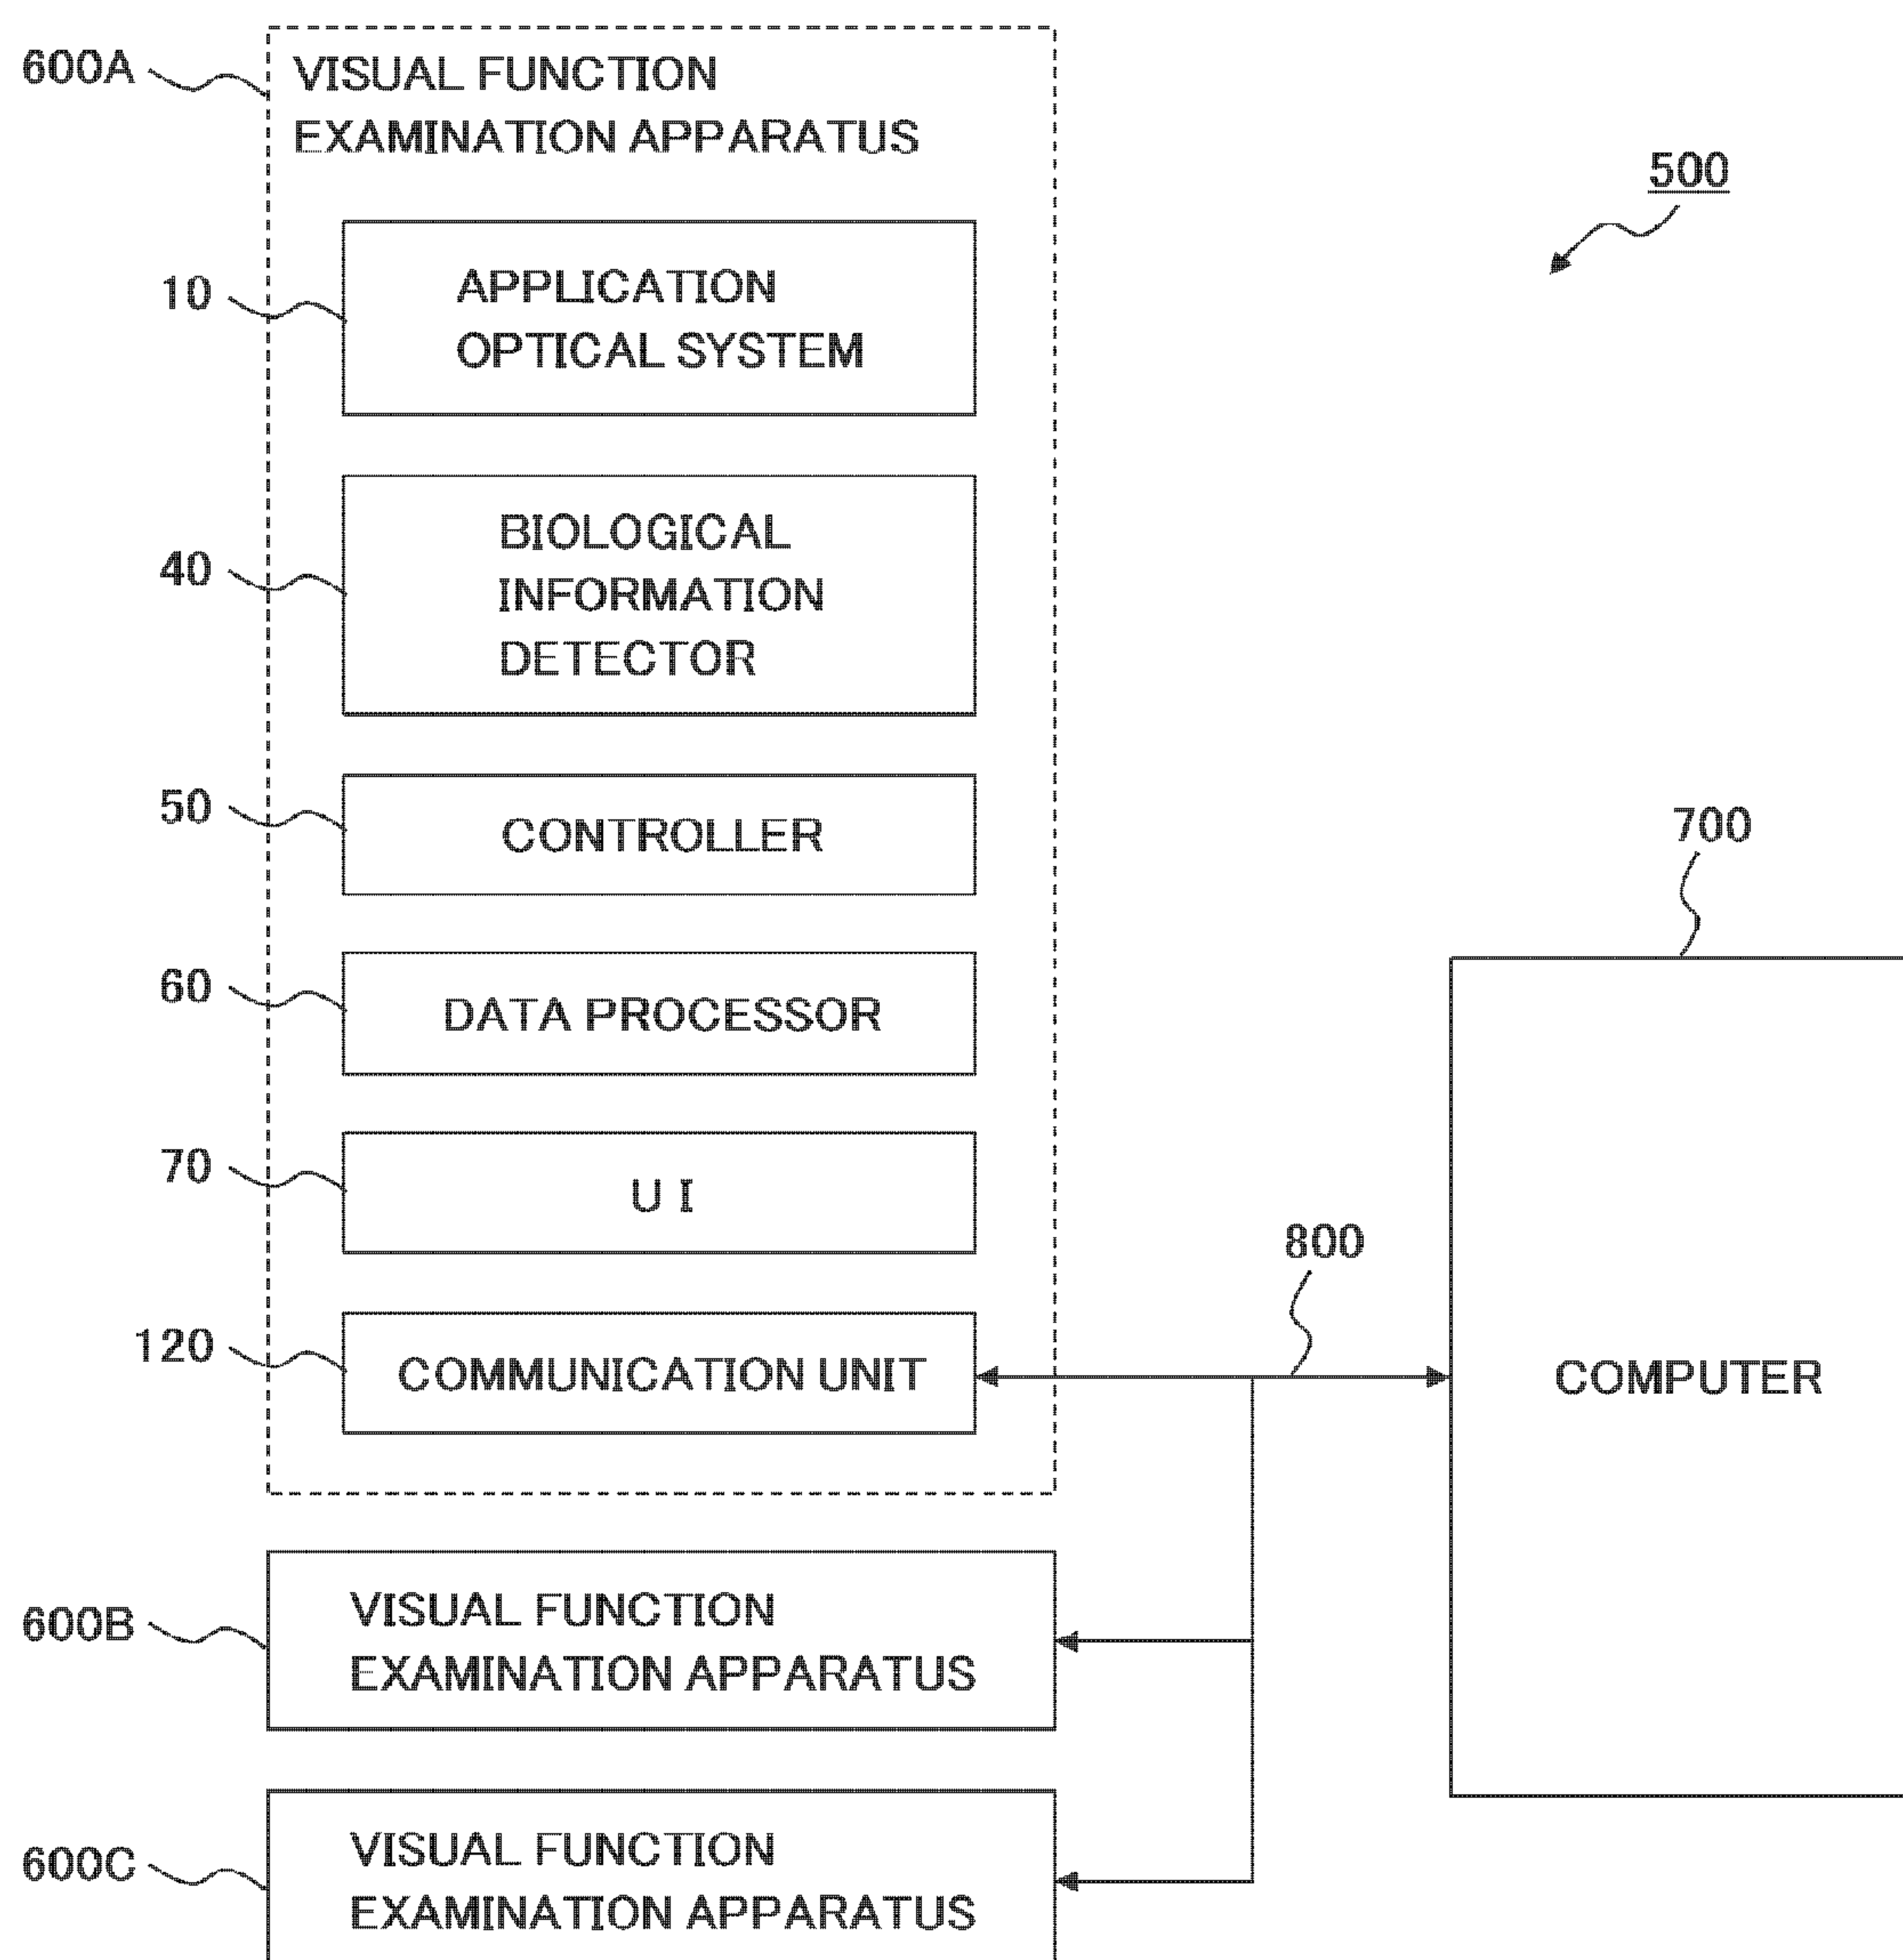 600A
VISUAL FUNCTION
EXAMINATION APPARATUS
500
10
APPLICATION
OPTICAL SYSTEM
40
BIOLOGICAL
INFORMATION
DETECTOR
50
CONTROLLER
700
60
DATA PROCESSOR
70
U I
800
120
COMMUNICATION UNIT
COMPUTER
600B
VISUAL FUNCTION
EXAMINATION APPARATUS
600C
VISUAL FUNCTION
EXAMINATION APPARATUS